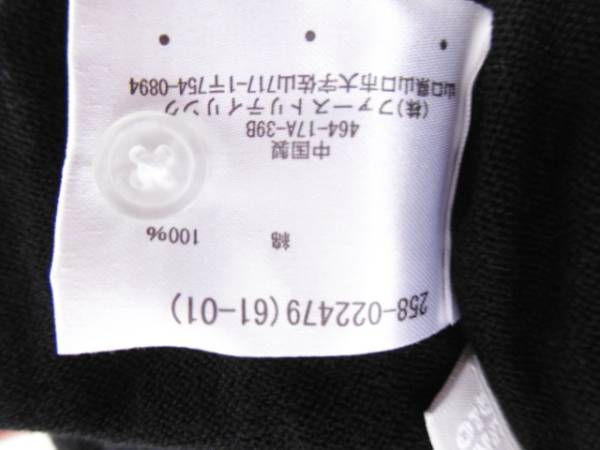 258-022479(61-01)
綿 100%
中国製
464-17A-39B
(株)ファーストリテイリング
山口県山口市大字佐山717-1〒754-0894